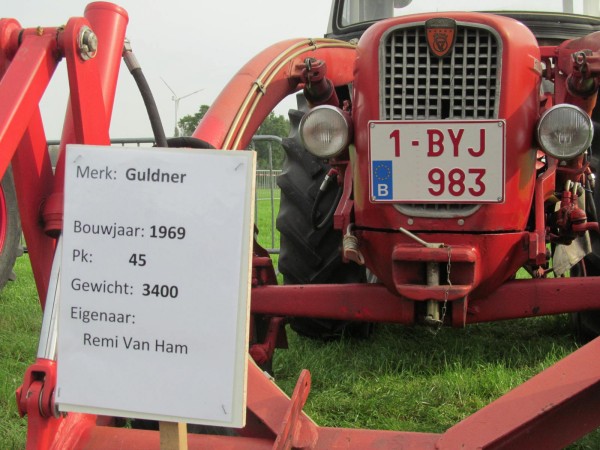 Merk: Guldner
Bouwjaar: 1969
Pk: 45
Gewicht: 3400
Eigenaar:
Remi Van Ham
1-BYJ
983
B